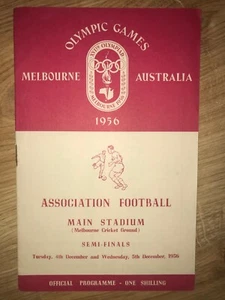 OLYMPIC GAMES
MELBOURNE AUSTRALIA
1956
ASSOCIATION FOOTBALL
MAIN STADIUM
(Melbourne Cricket Ground)
SEMI-FINALS
Tuesday, 4th December and Wednesday, 5th December, 1956
OFFICIAL PROGRAMME - ONE SHILLING